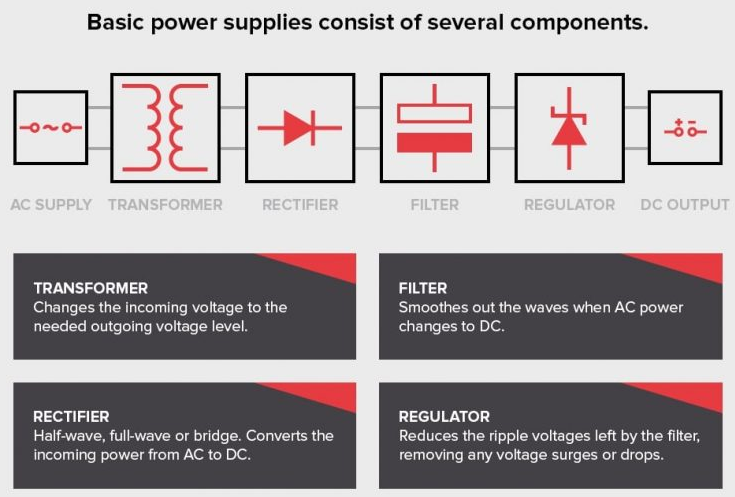 Basic power supplies consist of several components.
AC SUPPLY TRANSFORMER RECTIFIER FILTER REGULATOR DC OUTPUT
TRANSFORMER
Changes the incoming voltage to the
needed outgoing voltage level.
FILTER
Smoothes out the waves when AC power
changes to DC.
RECTIFIER
Half-wave, full-wave or bridge. Converts the
incoming power from AC to DC.
REGULATOR
Reduces the ripple voltages left by the filter,
removing any voltage surges or drops.